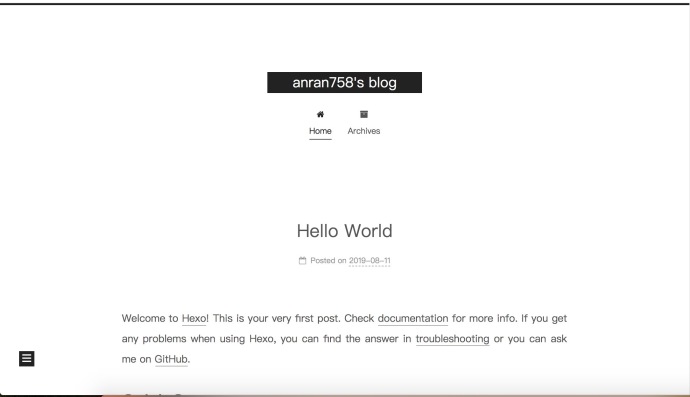 anran758's blog
Home Archives
Hello World
Posted on 2019-08-11
Welcome to Hexo! This is your very first post. Check documentation for more info. If you get
any problems when using Hexo, you can find the answer in troubleshooting or you can ask
me on GitHub.